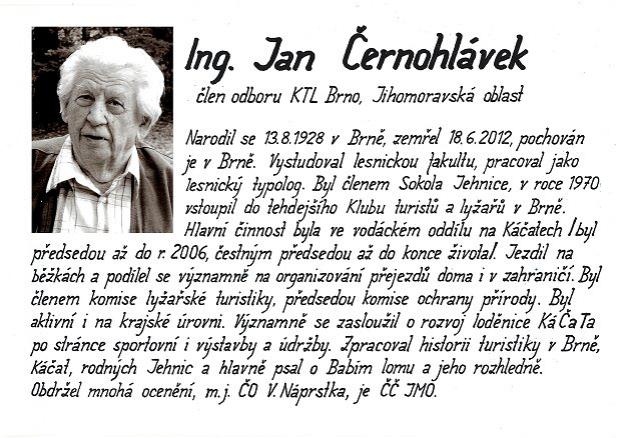 Ing. Jan Černohlávek
člen odboru KTL Brno, Jihomoravská oblast
Narodil se 13.8.1928 v Brně, zemřel 18.6.2012, pochován
je v Brně. Vystudoval lesnickou fakultu, pracoval jako
lesnický typolog. Byl členem Sokola Jehnice, v roce 1970
vstoupil do tehdejšího Klubu turistů a lyžařů v Brně.
Hlavní činnost byla ve vodáckém oddílu na Káčatech /byl
předsedou až do r. 2006, čestným předsedou až do konce života/. Jezdil na
běžkách a podílel se významně na organizování přejezdů doma i v zahraničí. Byl
členem komise lyžařské turistiky, předsedou komise ochrany přírody. Byl
aktivní i na krajské úrovni. Významně se zasloužil o rozvoj loděnice KáČaTa
po stránce sportovní i výstavby a údržby. Zpracoval historii turistiky v Brně,
Káčat, rodných Jehnic a hlavně psal o Babím lomu a jeho rozhledně.
Obdržel mnohá ocenění, m.j. ČO V. Náprstka, je ČČ JMO.